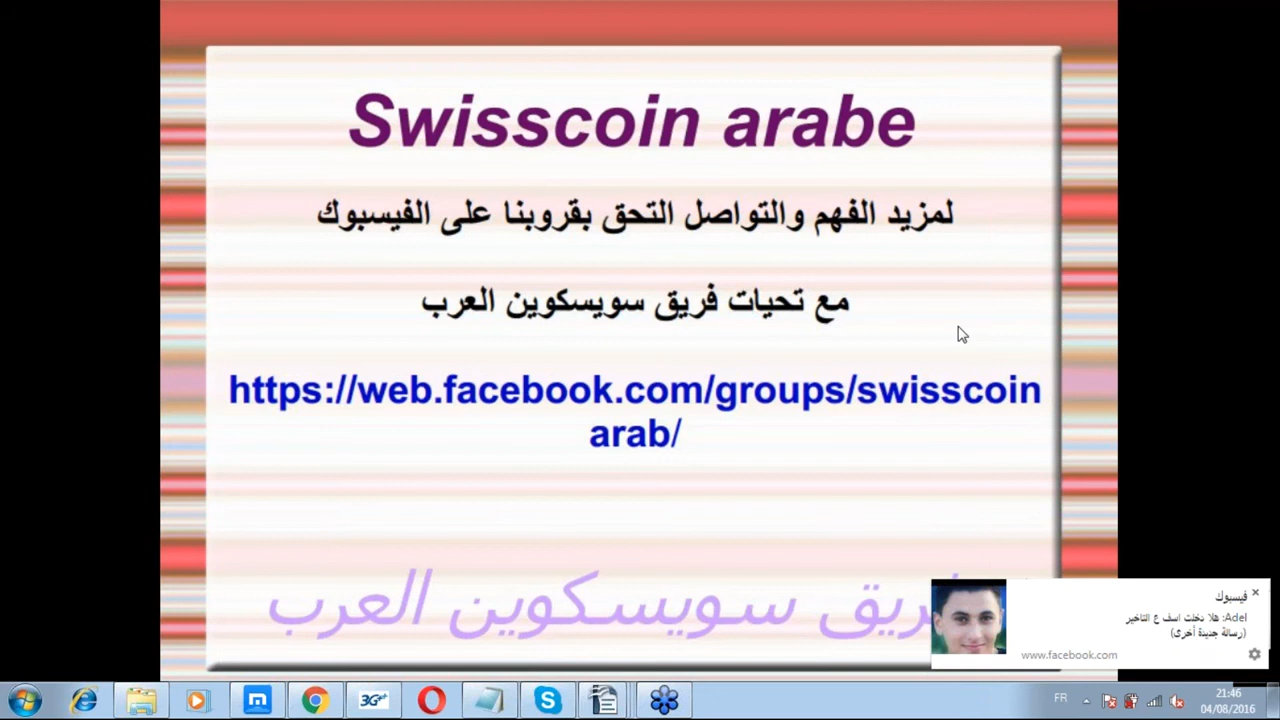 Swisscoin arabe
لمزيد الفهم والتواصل التحق بقروبنا على الفيسبوك
مع تحيات فريق سويسكوين العرب
https://web.facebook.com/groups/swisscoin
arab/
فريق سويسكوين العرب
فيسبوك
Adel: هلا دخلت اسف ع التاخير
(رسالة جديدة أخرى)
www.facebook.com
3G+
FR
21:46
04/08/2016